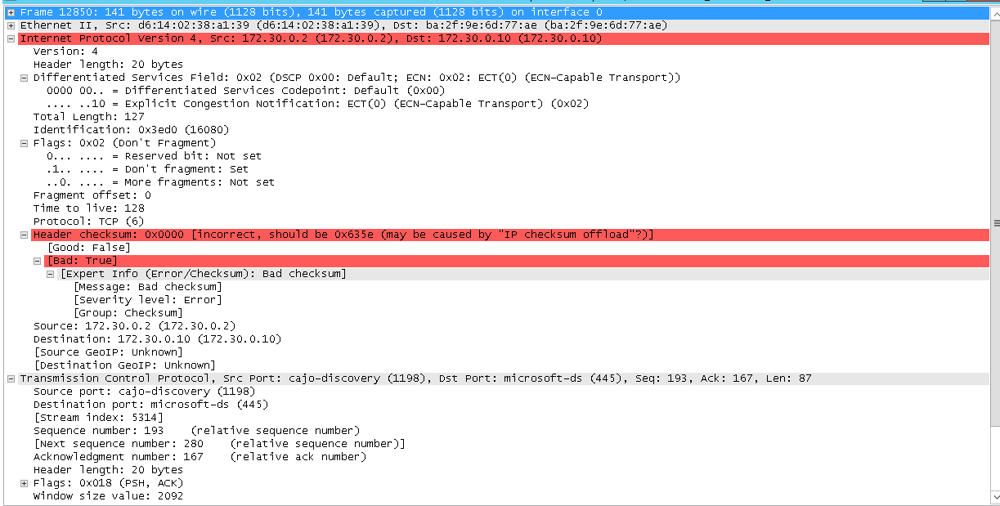 Frame 12850: 141 bytes on wire (1128 bits), 141 bytes captured (1128 bits) on interface 0
Ethernet II, Src: d6:14:02:38:a1:39 (d6:14:02:38:a1:39), Dst: ba:2f:9e:6d:77:ae (ba:2f:9e:6d:77:ae)
Internet Protocol Version 4, Src: 172.30.0.2 (172.30.0.2), Dst: 172.30.0.10 (172.30.0.10)
Version: 4
Header length: 20 bytes
Differentiated Services Field: 0x02 (DSCP 0x00: Default; ECN: 0x02: ECT(0) (ECN-Capable Transport))
0000 00.. = Differentiated Services Codepoint: Default (0x00)
.... ..10 = Explicit Congestion Notification: ECT(0) (ECN-Capable Transport) (0x02)
Total Length: 127
Identification: 0x3ed0 (16080)
Flags: 0x02 (Don't Fragment)
0... .... = Reserved bit: Not set
.1.. .... = Don't fragment: Set
..0. .... = More fragments: Not set
Fragment offset: 0
Time to live: 128
Protocol: TCP (6)
Header checksum: 0x0000 [incorrect, should be 0x635e (may be caused by "IP checksum offload"?)]
[Good: False]
[Bad: True]
[Expert Info (Error/Checksum): Bad checksum]
[Message: Bad checksum]
[Severity level: Error]
[Group: Checksum]
Source: 172.30.0.2 (172.30.0.2)
Destination: 172.30.0.10 (172.30.0.10)
[Source GeoIP: Unknown]
[Destination GeoIP: Unknown]
Transmission Control Protocol, Src Port: cajo-discovery (1198), Dst Port: microsoft-ds (445), Seq: 193, Ack: 167, Len: 87
Source port: cajo-discovery (1198)
Destination port: microsoft-ds (445)
[Stream index: 5314]
Sequence number: 193    (relative sequence number)
[Next sequence number: 280    (relative sequence number)]
Acknowledgment number: 167    (relative ack number)
Header length: 20 bytes
Flags: 0x018 (PSH, ACK)
Window size value: 2092